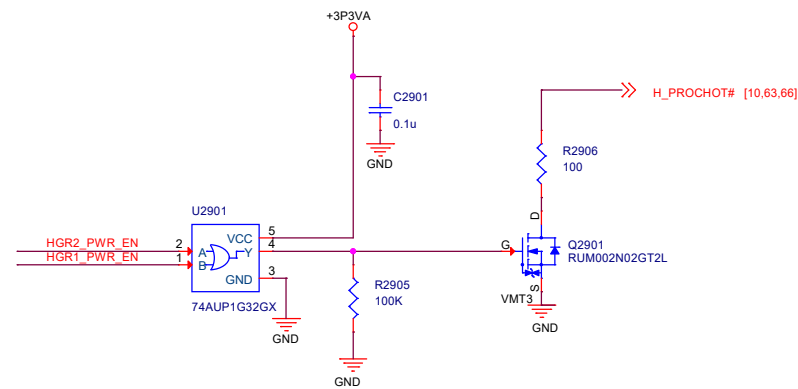 +3P3VA
C2901
0.1u
GND
H_PROCHOT# [10,63,66]
R2906
100
U2901
HGR2_PWR_EN
HGR1_PWR_EN
2
1
A
B
VCC
Y
GND
5
4
3
74AUP1G32GX
GND
R2905
100K
GND
G
D
S
Q2901
RUM002N02GT2L
VMT3
GND